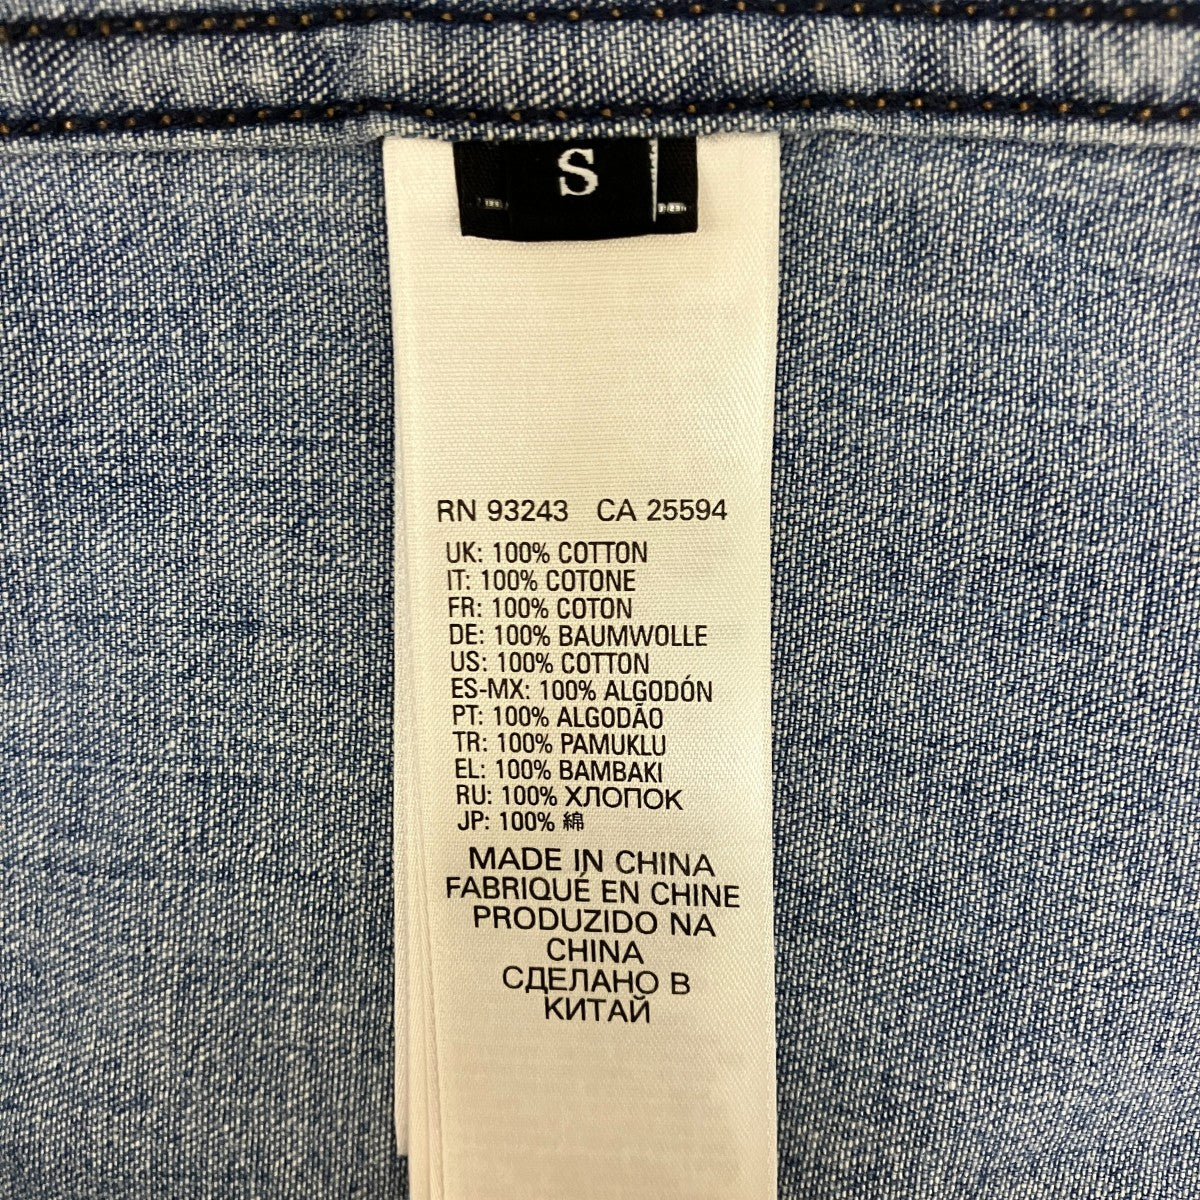 S
RN 93243 CA 25594
UK: 100% COTTON
IT: 100% COTONE
FR: 100% COTON
DE: 100% BAUMWOLLE
US: 100% COTTON
ES-MX: 100% ALGODÓN
PT: 100% ALGODÃO
TR: 100% PAMUKLU
EL: 100% BAMBAKI
RU: 100% ХЛОПОК
JP: 100% 綿
MADE IN CHINA
FABRIQUÉ EN CHINE
PRODUZIDO NA
CHINA
СДЕЛАНО В
КИТАЙ